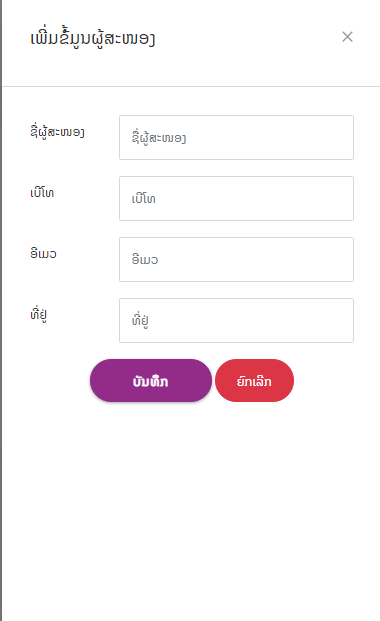 ເພີ່ມຂໍ້ມູນຜູ້ສະໜອງ
ຊື່ຜູ້ສະໜອງ
ຊື່ຜູ້ສະໜອງ
ເບີໂທ
ເບີໂທ
ອີເມວ
ອີເມວ
ທີ່ຢູ່
ທີ່ຢູ່
ບັນທຶກ
ຍົກເລີກ